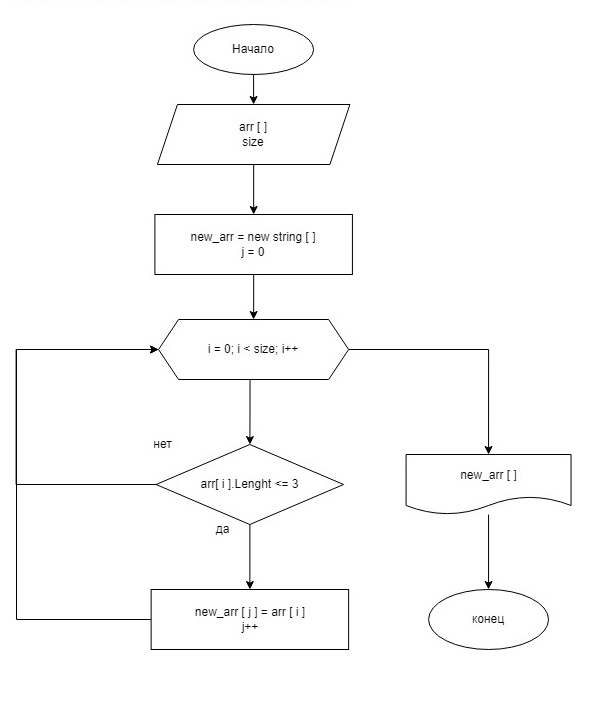 Начало
arr [ ]
size
new_arr = new string [ ]
j = 0
i = 0; i < size; i++
нет
arr[ i ].Lenght <= 3
да
new_arr [ j ] = arr [ i ]
j++
new_arr [ ]
конец